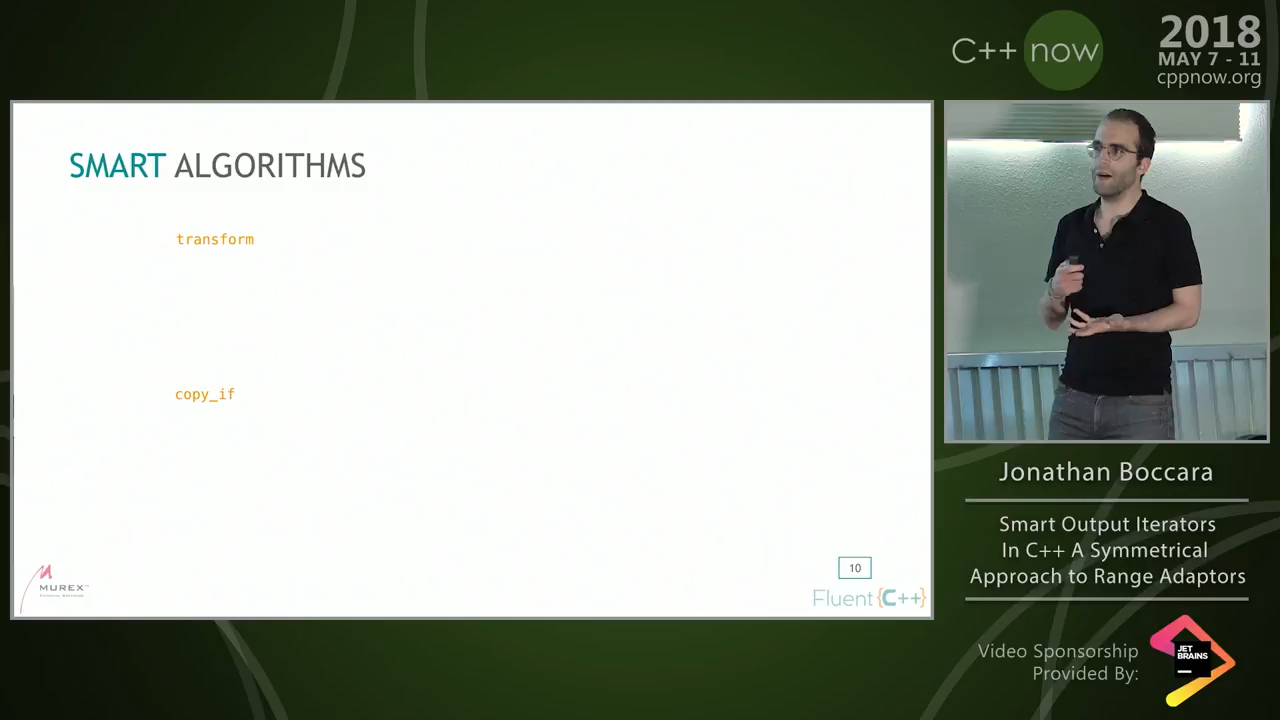 C++ now
2018
MAY 7 - 11
cppnow.org
SMART ALGORITHMS
transform
copy_if
MUREX
10
Fluent {C++}
Jonathan Boccara
Smart Output Iterators
In C++ A Symmetrical
Approach to Range Adaptors
Video Sponsorship
Provided By:
JET
BRAINS